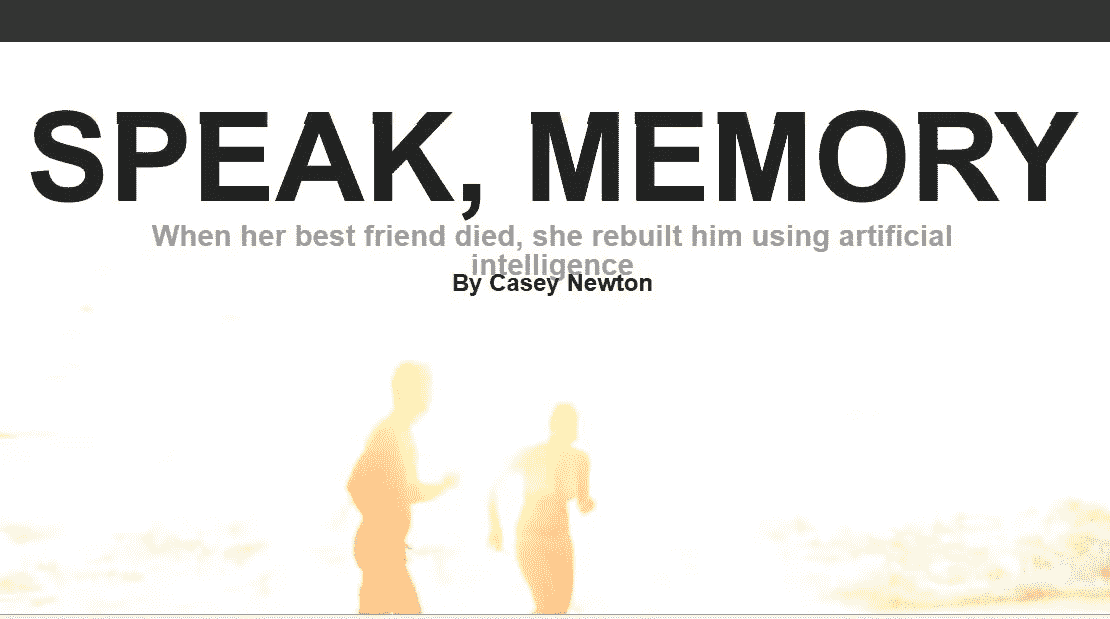 SPEAK, MEMORY
When her best friend died, she rebuilt him using artificial
intelligence
By Casey Newton